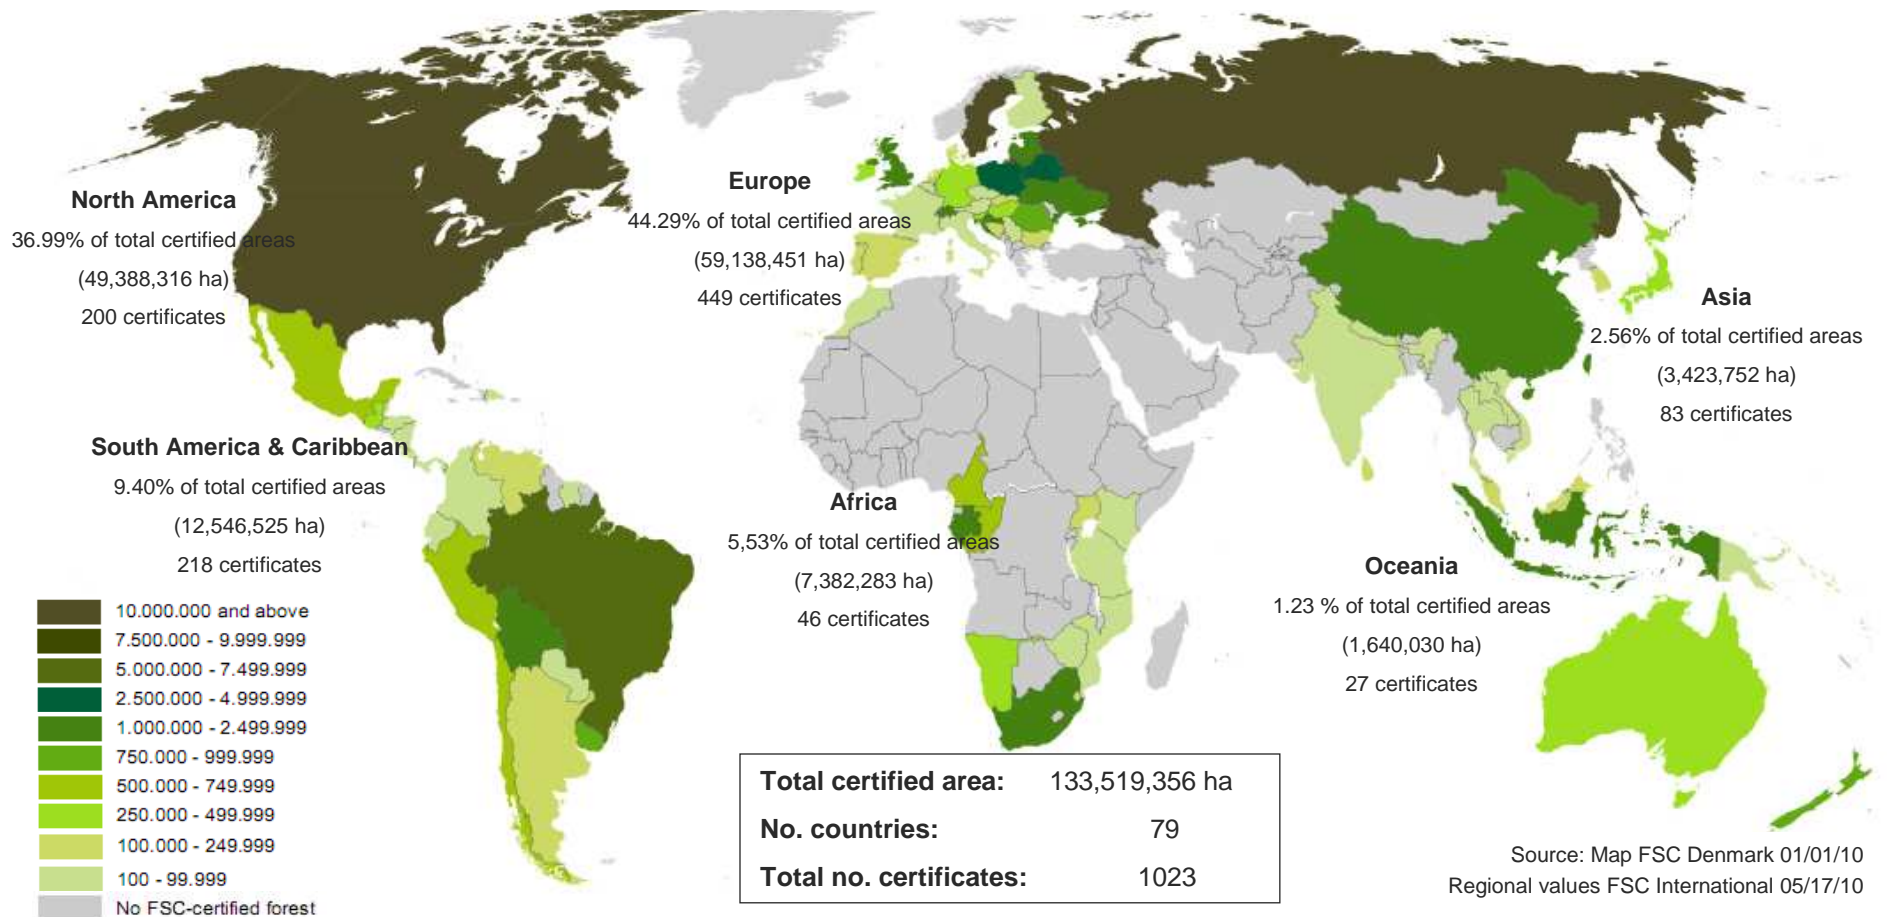 North America
36.99% of total certified areas
(49,388,316 ha)
200 certificates
Europe
44.29% of total certified areas
(59,138,451 ha)
449 certificates
Asia
2.56% of total certified areas
(3,423,752 ha)
83 certificates
South America & Caribbean
9.40% of total certified areas
(12,546,525 ha)
218 certificates
Africa
5,53% of total certified areas
(7,382,283 ha)
46 certificates
Oceania
1.23 % of total certified areas
(1,640,030 ha)
27 certificates
10.000.000 and above
7.500.000 - 9.999.999
5.000.000 - 7.499.999
2.500.000 - 4.999.999
1.000.000 - 2.499.999
750.000 - 999.999
500.000 - 749.999
250.000 - 499.999
100.000 - 249.999
100 - 99.999
No FSC-certified forest
Total certified area: 133,519,356 ha
No. countries: 79
Total no. certificates: 1023
Source: Map FSC Denmark 01/01/10
Regional values FSC International 05/17/10